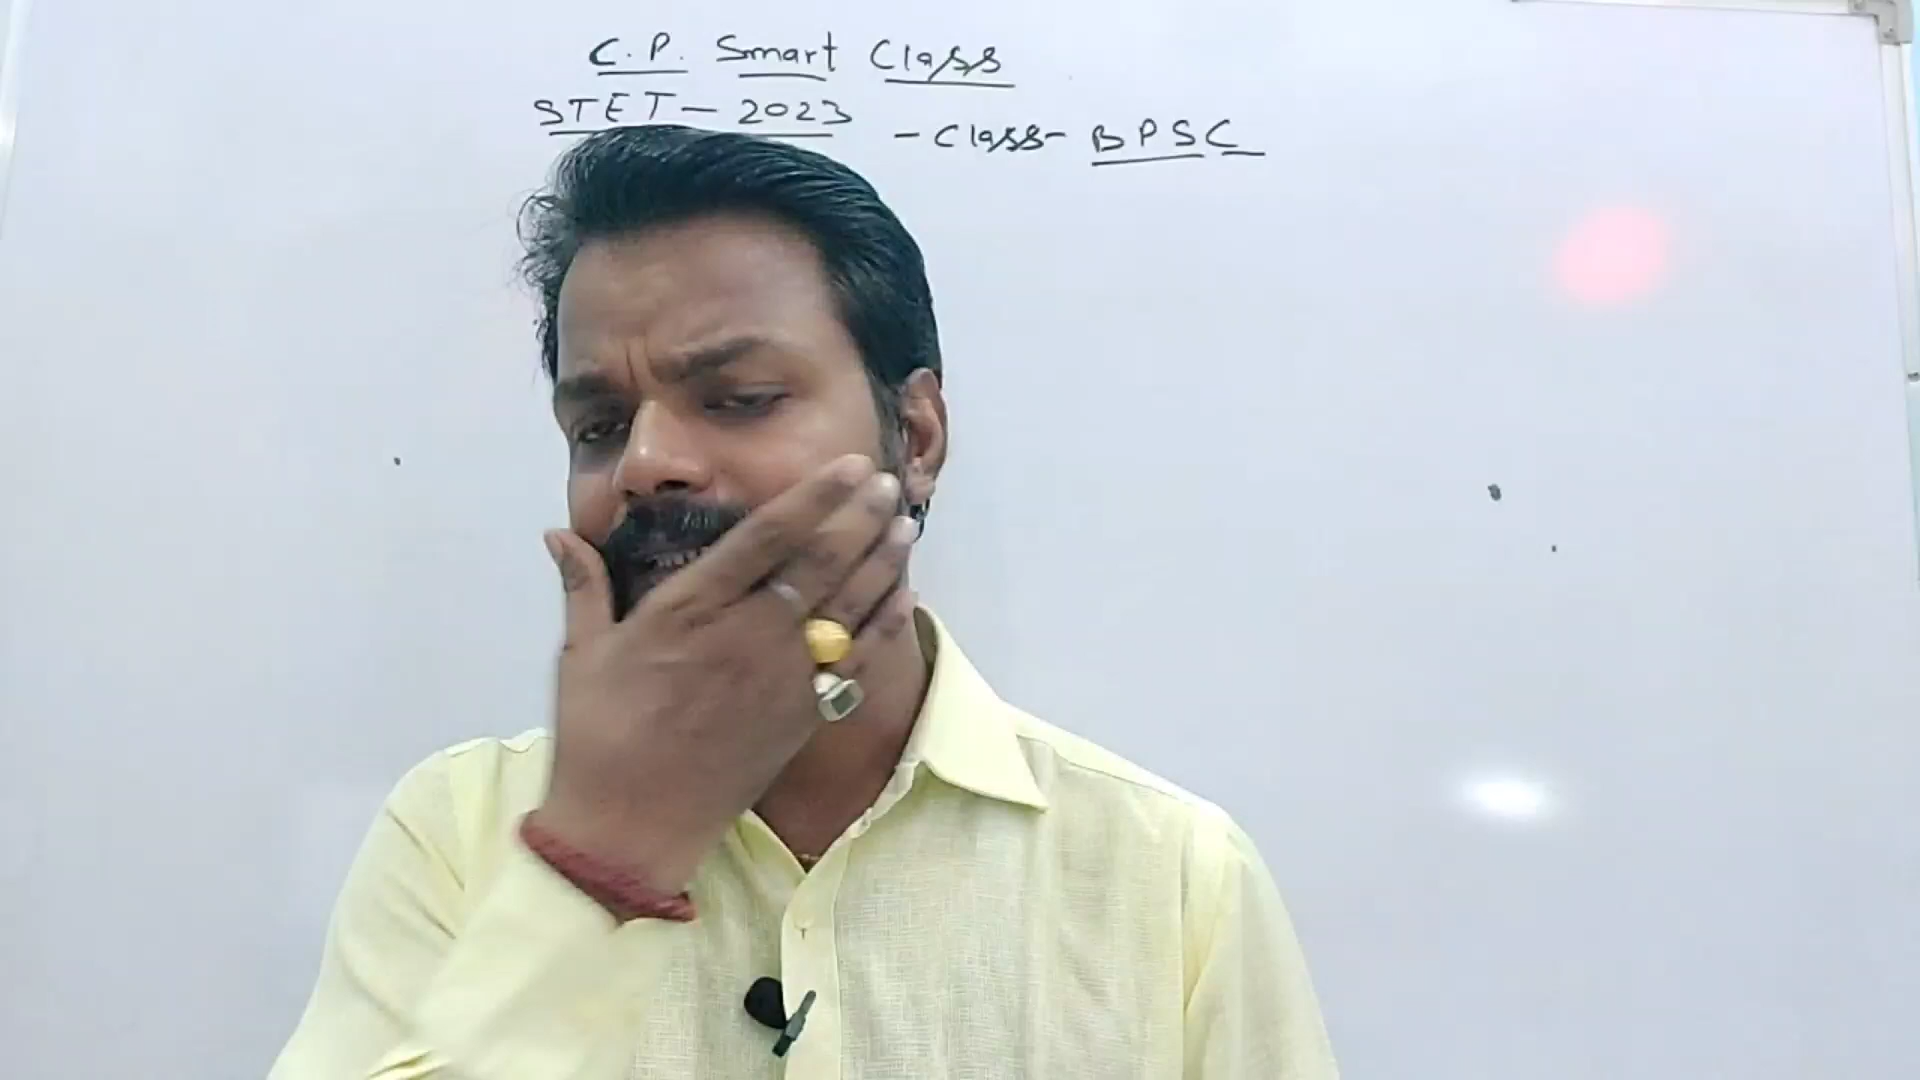 C.P. Smart Class
STET - 2023 - Class - BPSC